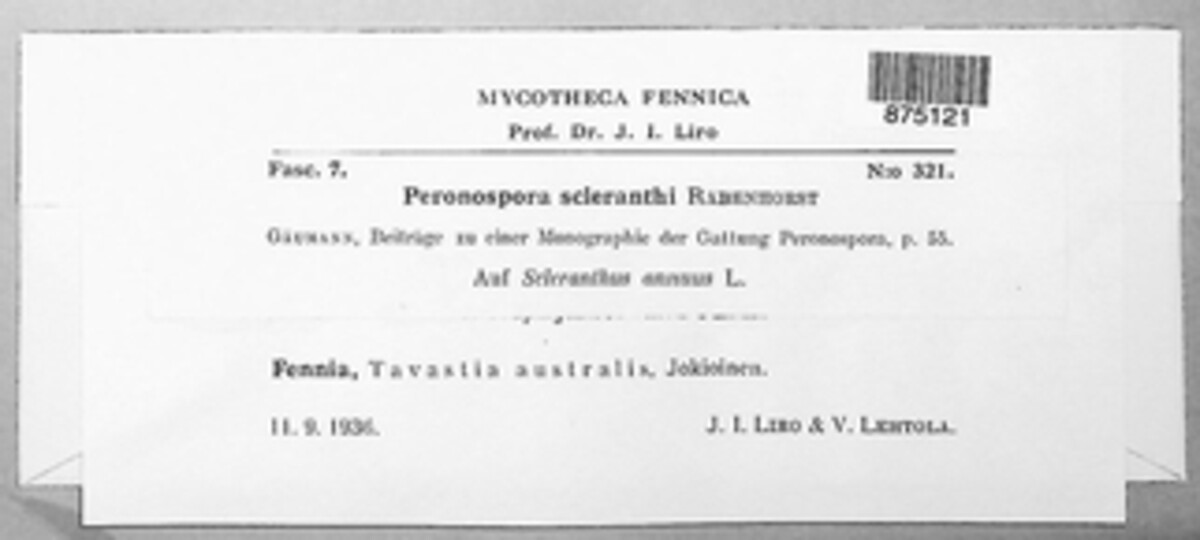 875121
MYCOTHECA FENNICA
Prof. Dr. J. I. Liro
Fasc. 7. N:o 321.
Peronospora scleranthi RABENHORST
GÄUMANN, Beiträge zu einer Monographie der Gattung Peronospora, p. 55.
Auf Scleranthus annuus L.
Fennia, Tavastia australis, Jokioinen.
11. 9. 1936. J. I. LIRO & V. LEHTOLA.